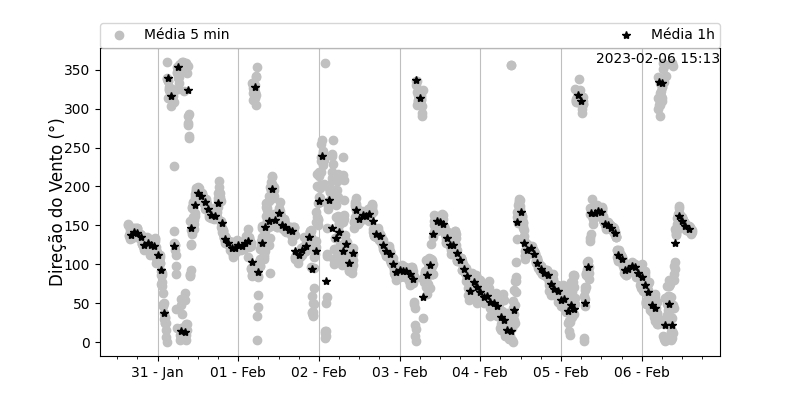 Média 5 min
Média 1h
2023-02-06 15:13
Direção do Vento (°)
350
300
250
200
150
100
50
0
31 - Jan
01 - Feb
02 - Feb
03 - Feb
04 - Feb
05 - Feb
06 - Feb